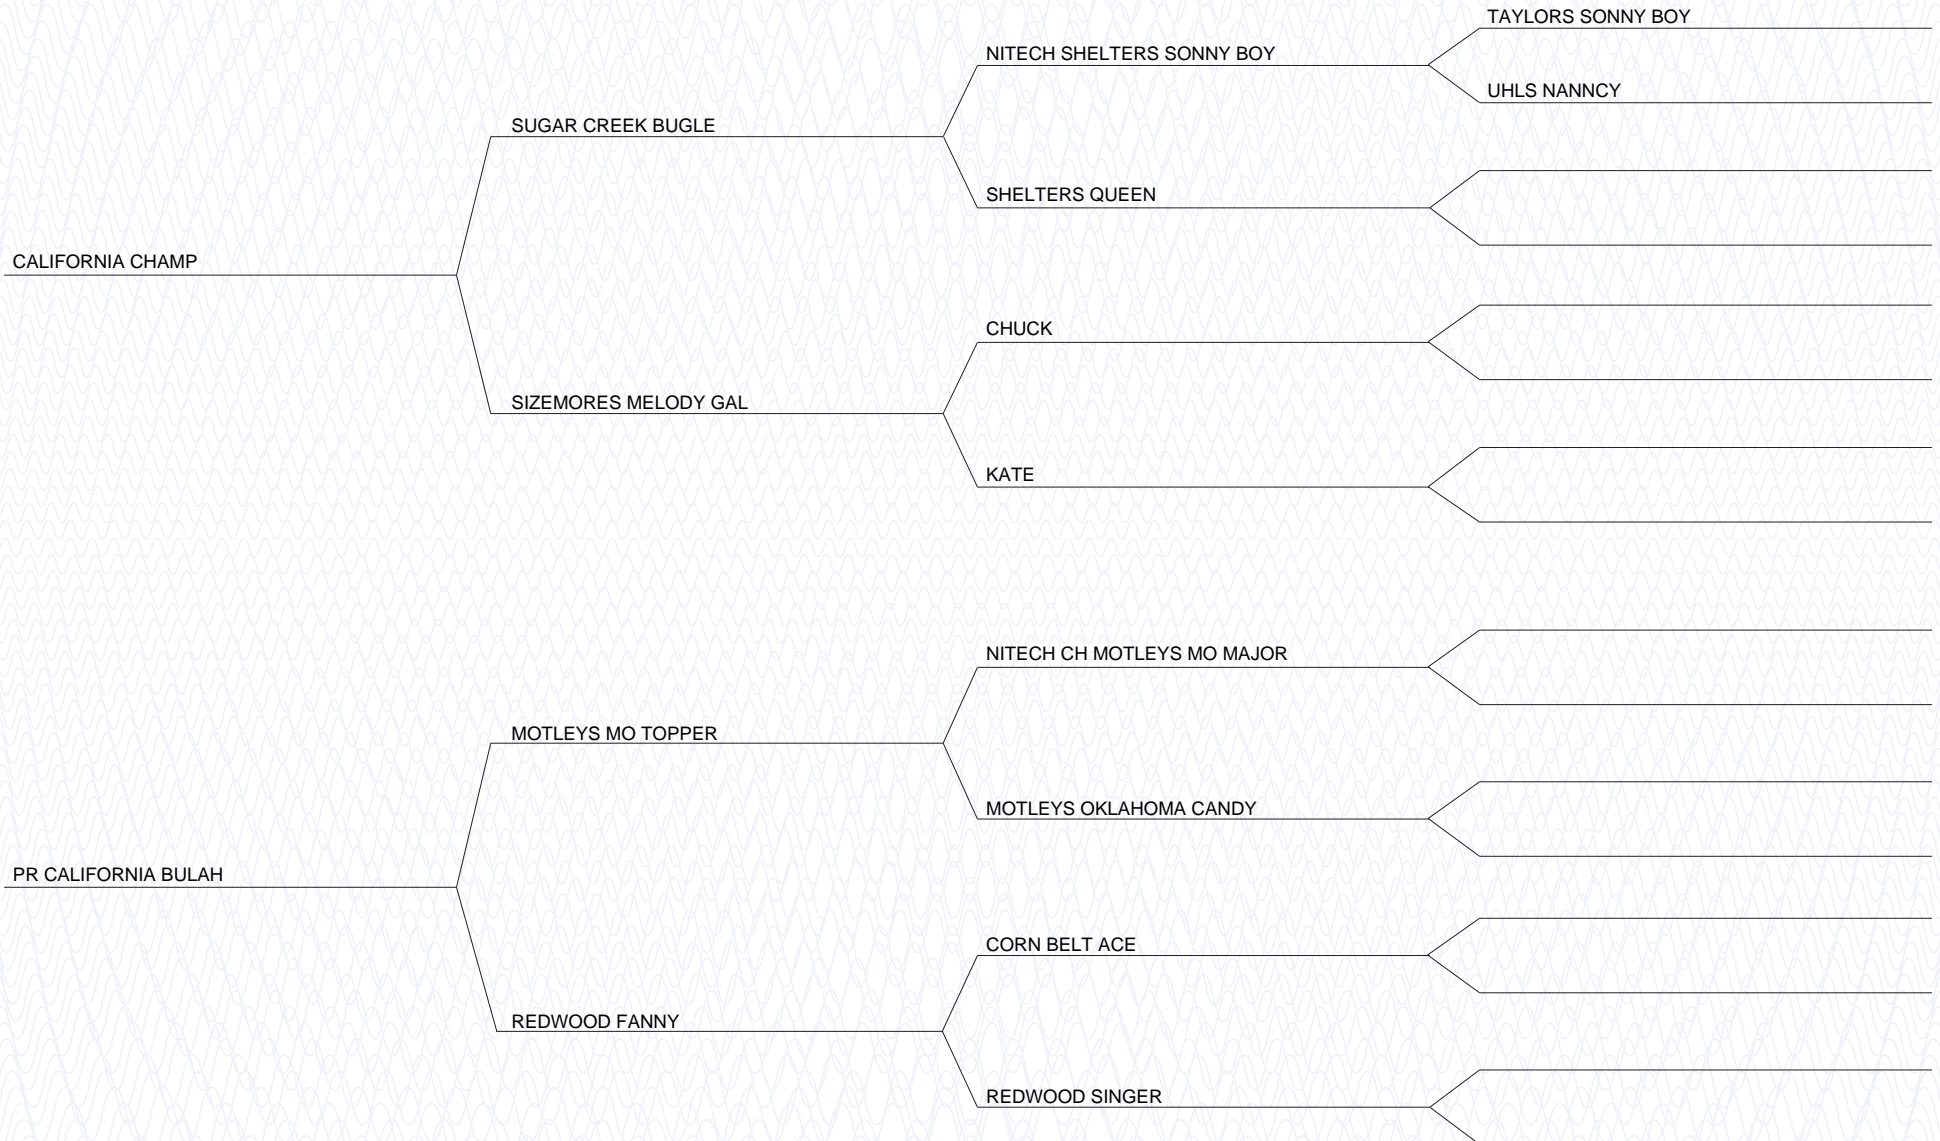 TAYLORS SONNY BOY
NITECH SHELTERS SONNY BOY
UHLS NANNCY
SUGAR CREEK BUGLE
SHELTERS QUEEN
CALIFORNIA CHAMP
CHUCK
SIZEMORES MELODY GAL
KATE
NITECH CH MOTLEYS MO MAJOR
MOTLEYS MO TOPPER
MOTLEYS OKLAHOMA CANDY
PR CALIFORNIA BULAH
CORN BELT ACE
REDWOOD FANNY
REDWOOD SINGER